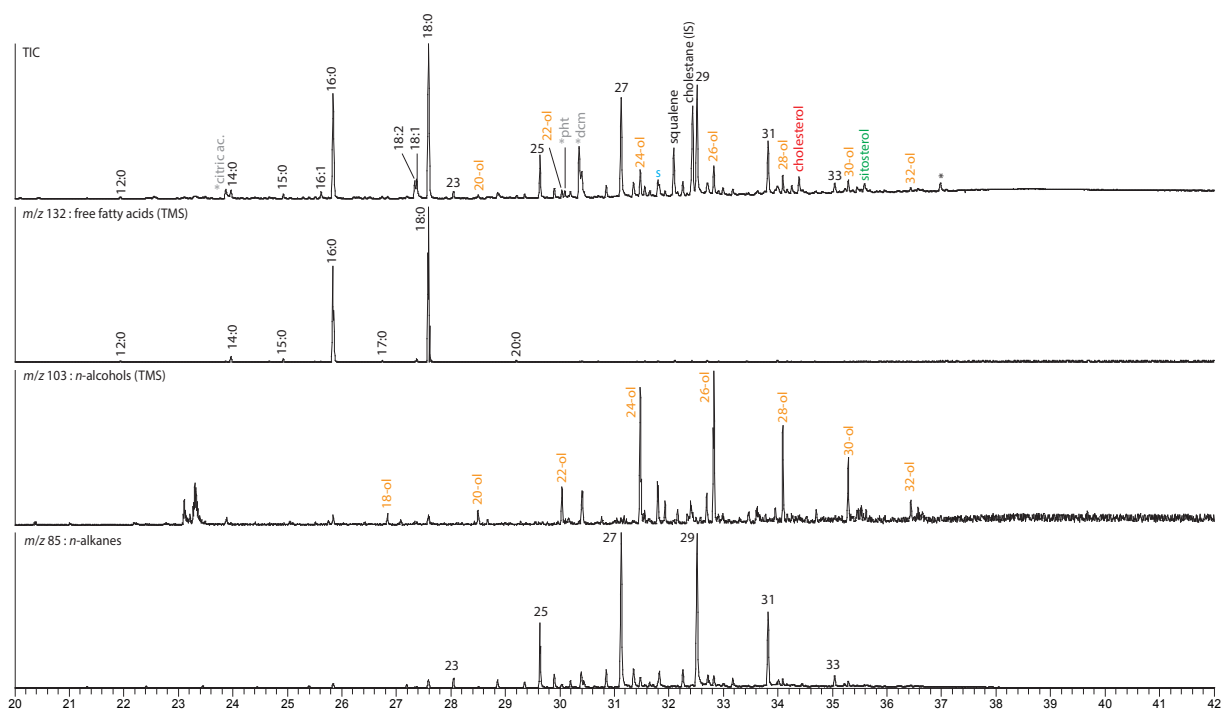 TIC
12:0
*citric ac.
14:0
15:0
16:1
16:0
18:2
18:1
18:0
23
20-ol
25
22-ol
*pht
*dcm
27
24-ol
s
squalene
cholestane (IS)
29
26-ol
31
28-ol
cholesterol
33
30-ol
sitosterol
32-ol
*
m/z 132 : free fatty acids (TMS)
12:0
14:0
15:0
16:0
17:0
18:0
20:0
m/z 103 : n-alcohols (TMS)
18-ol
20-ol
22-ol
24-ol
26-ol
28-ol
30-ol
32-ol
m/z 85 : n-alkanes
23
25
27
29
31
33
20 21 22 23 24 25 26 27 28 29 30 31 32 33 34 35 36 37 38 39 40 41 42